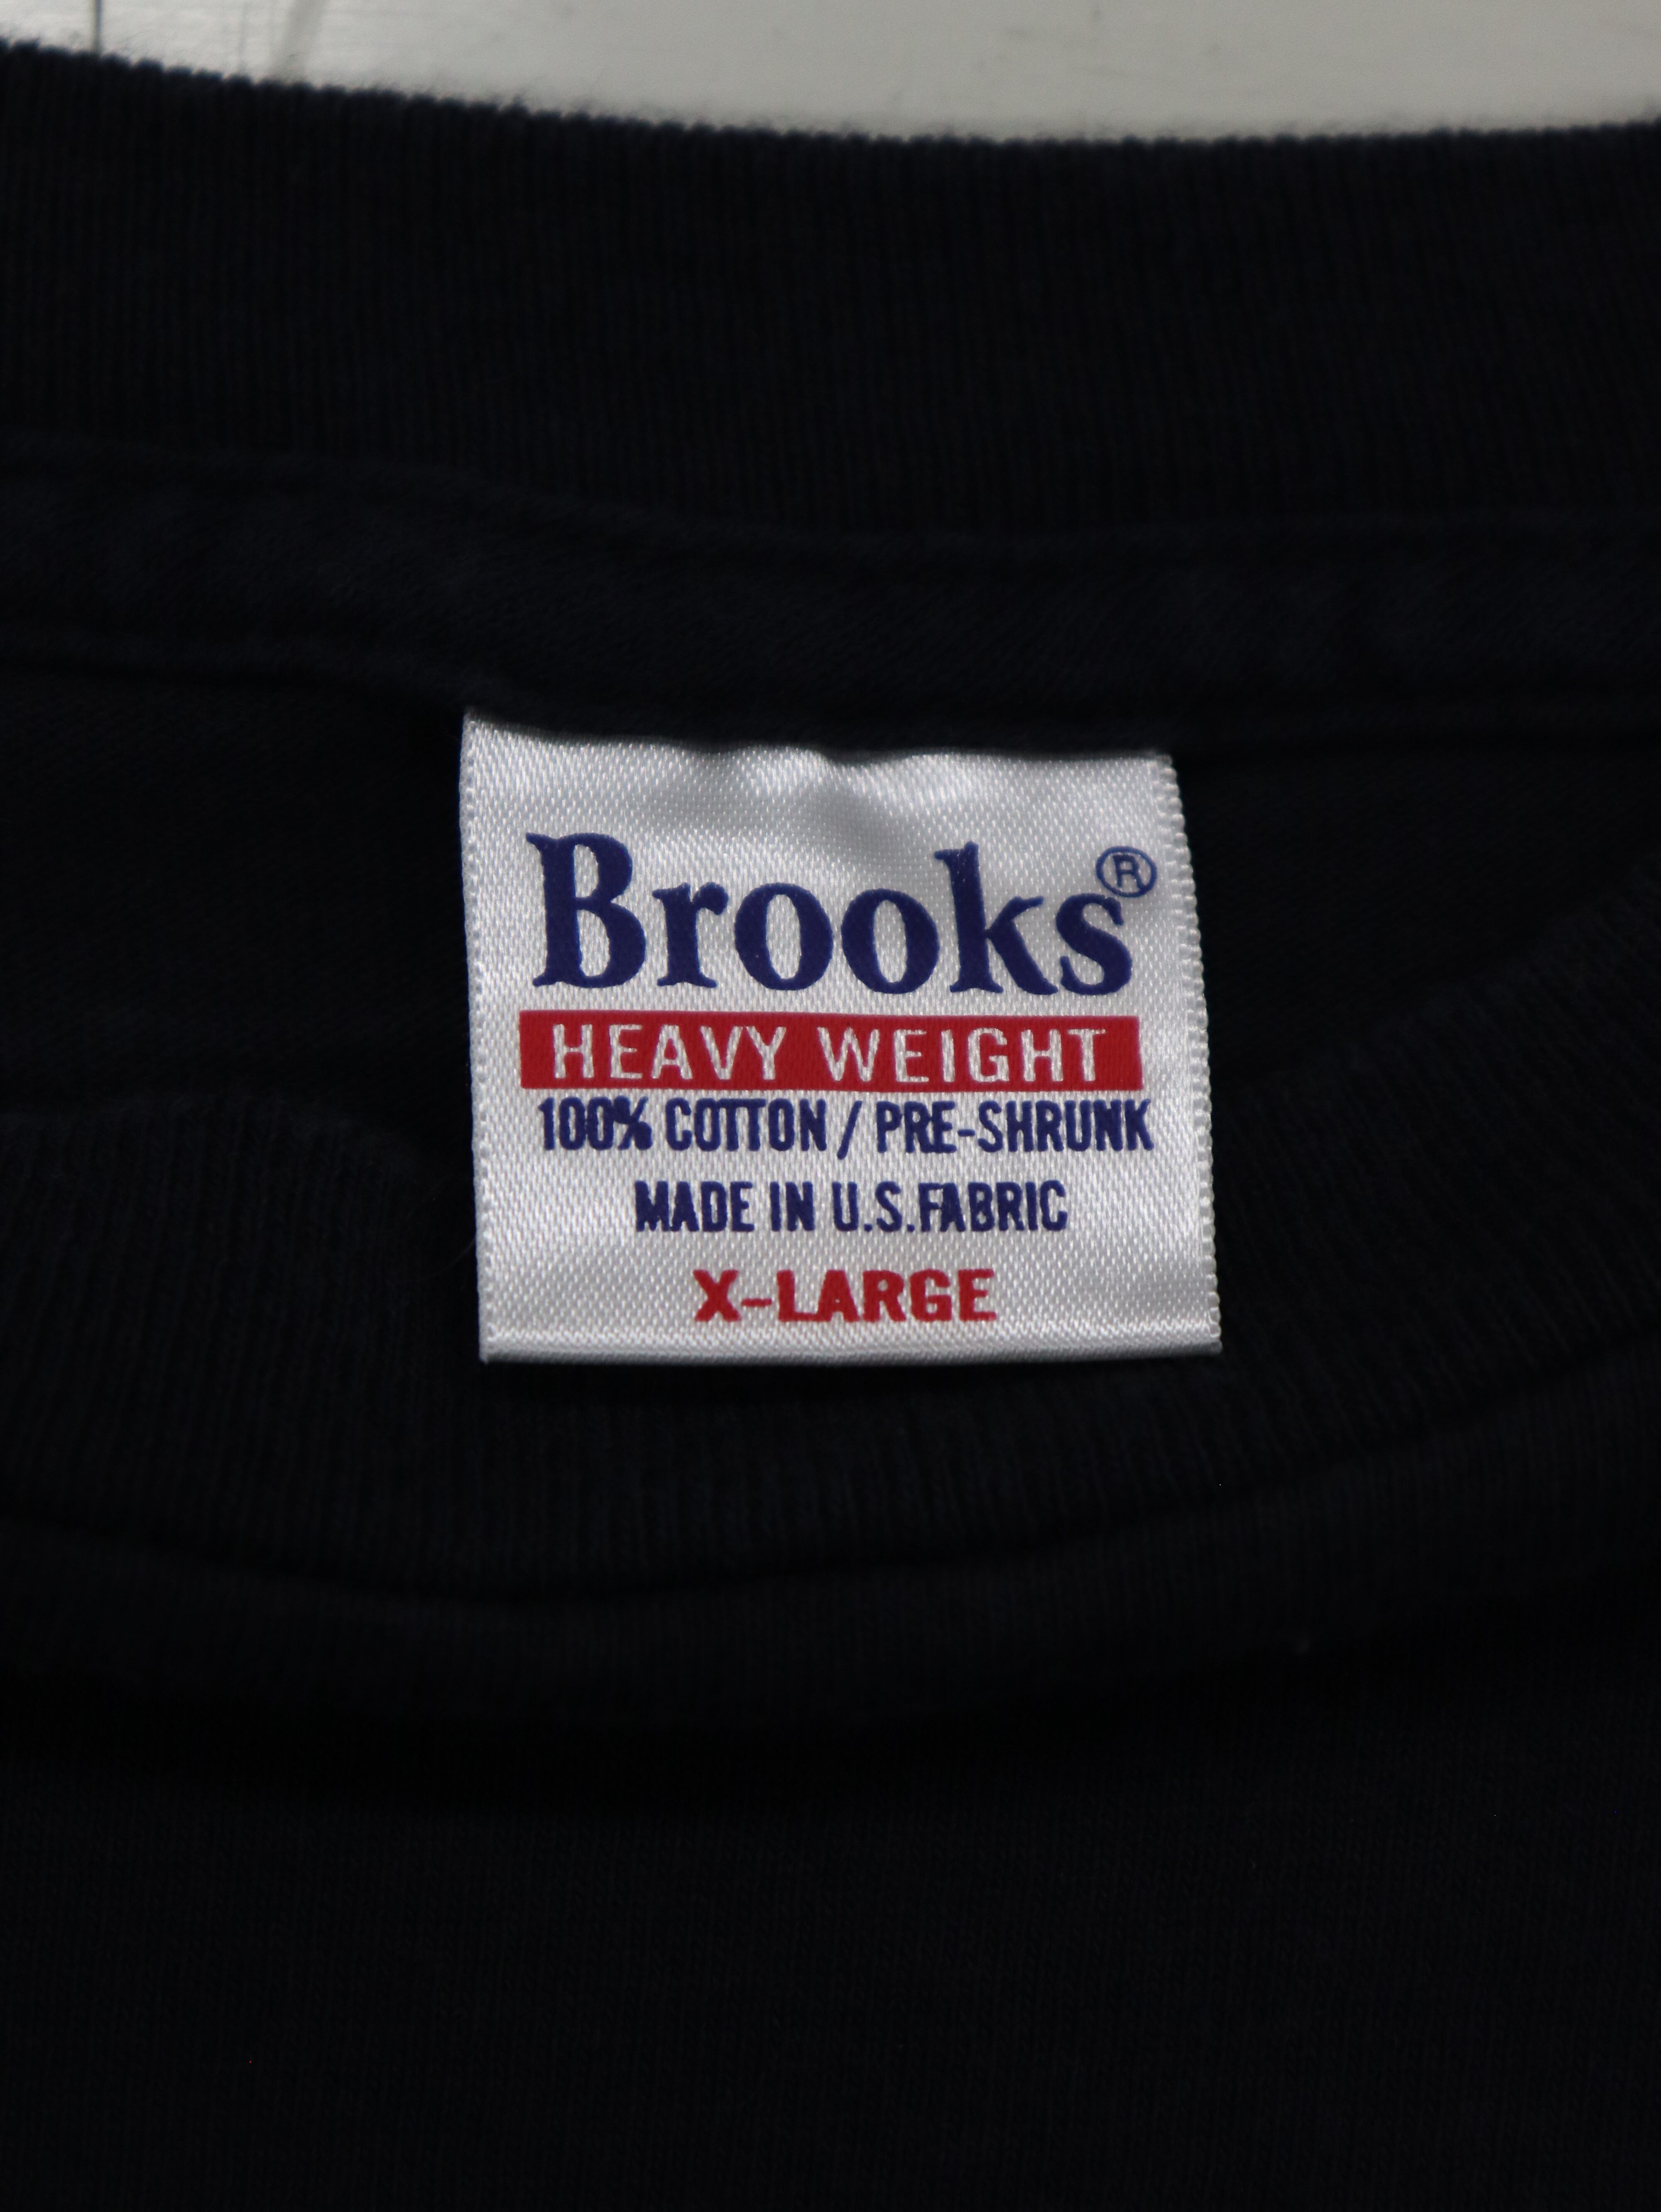 Brooks®
HEAVY WEIGHT
100% COTTON / PRE-SHRUNK
MADE IN U.S.FABRIC
X-LARGE